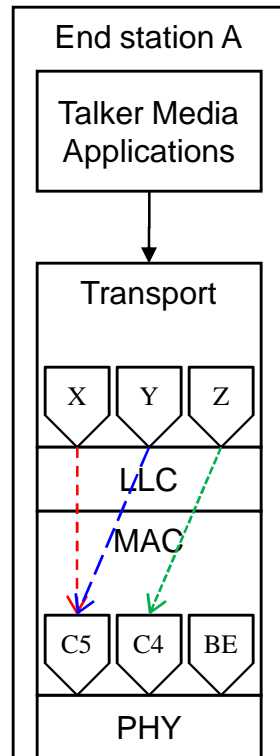 End station A
Talker Media
Applications
Transport
X Y Z
LLC
MAC
C5 C4 BE
PHY